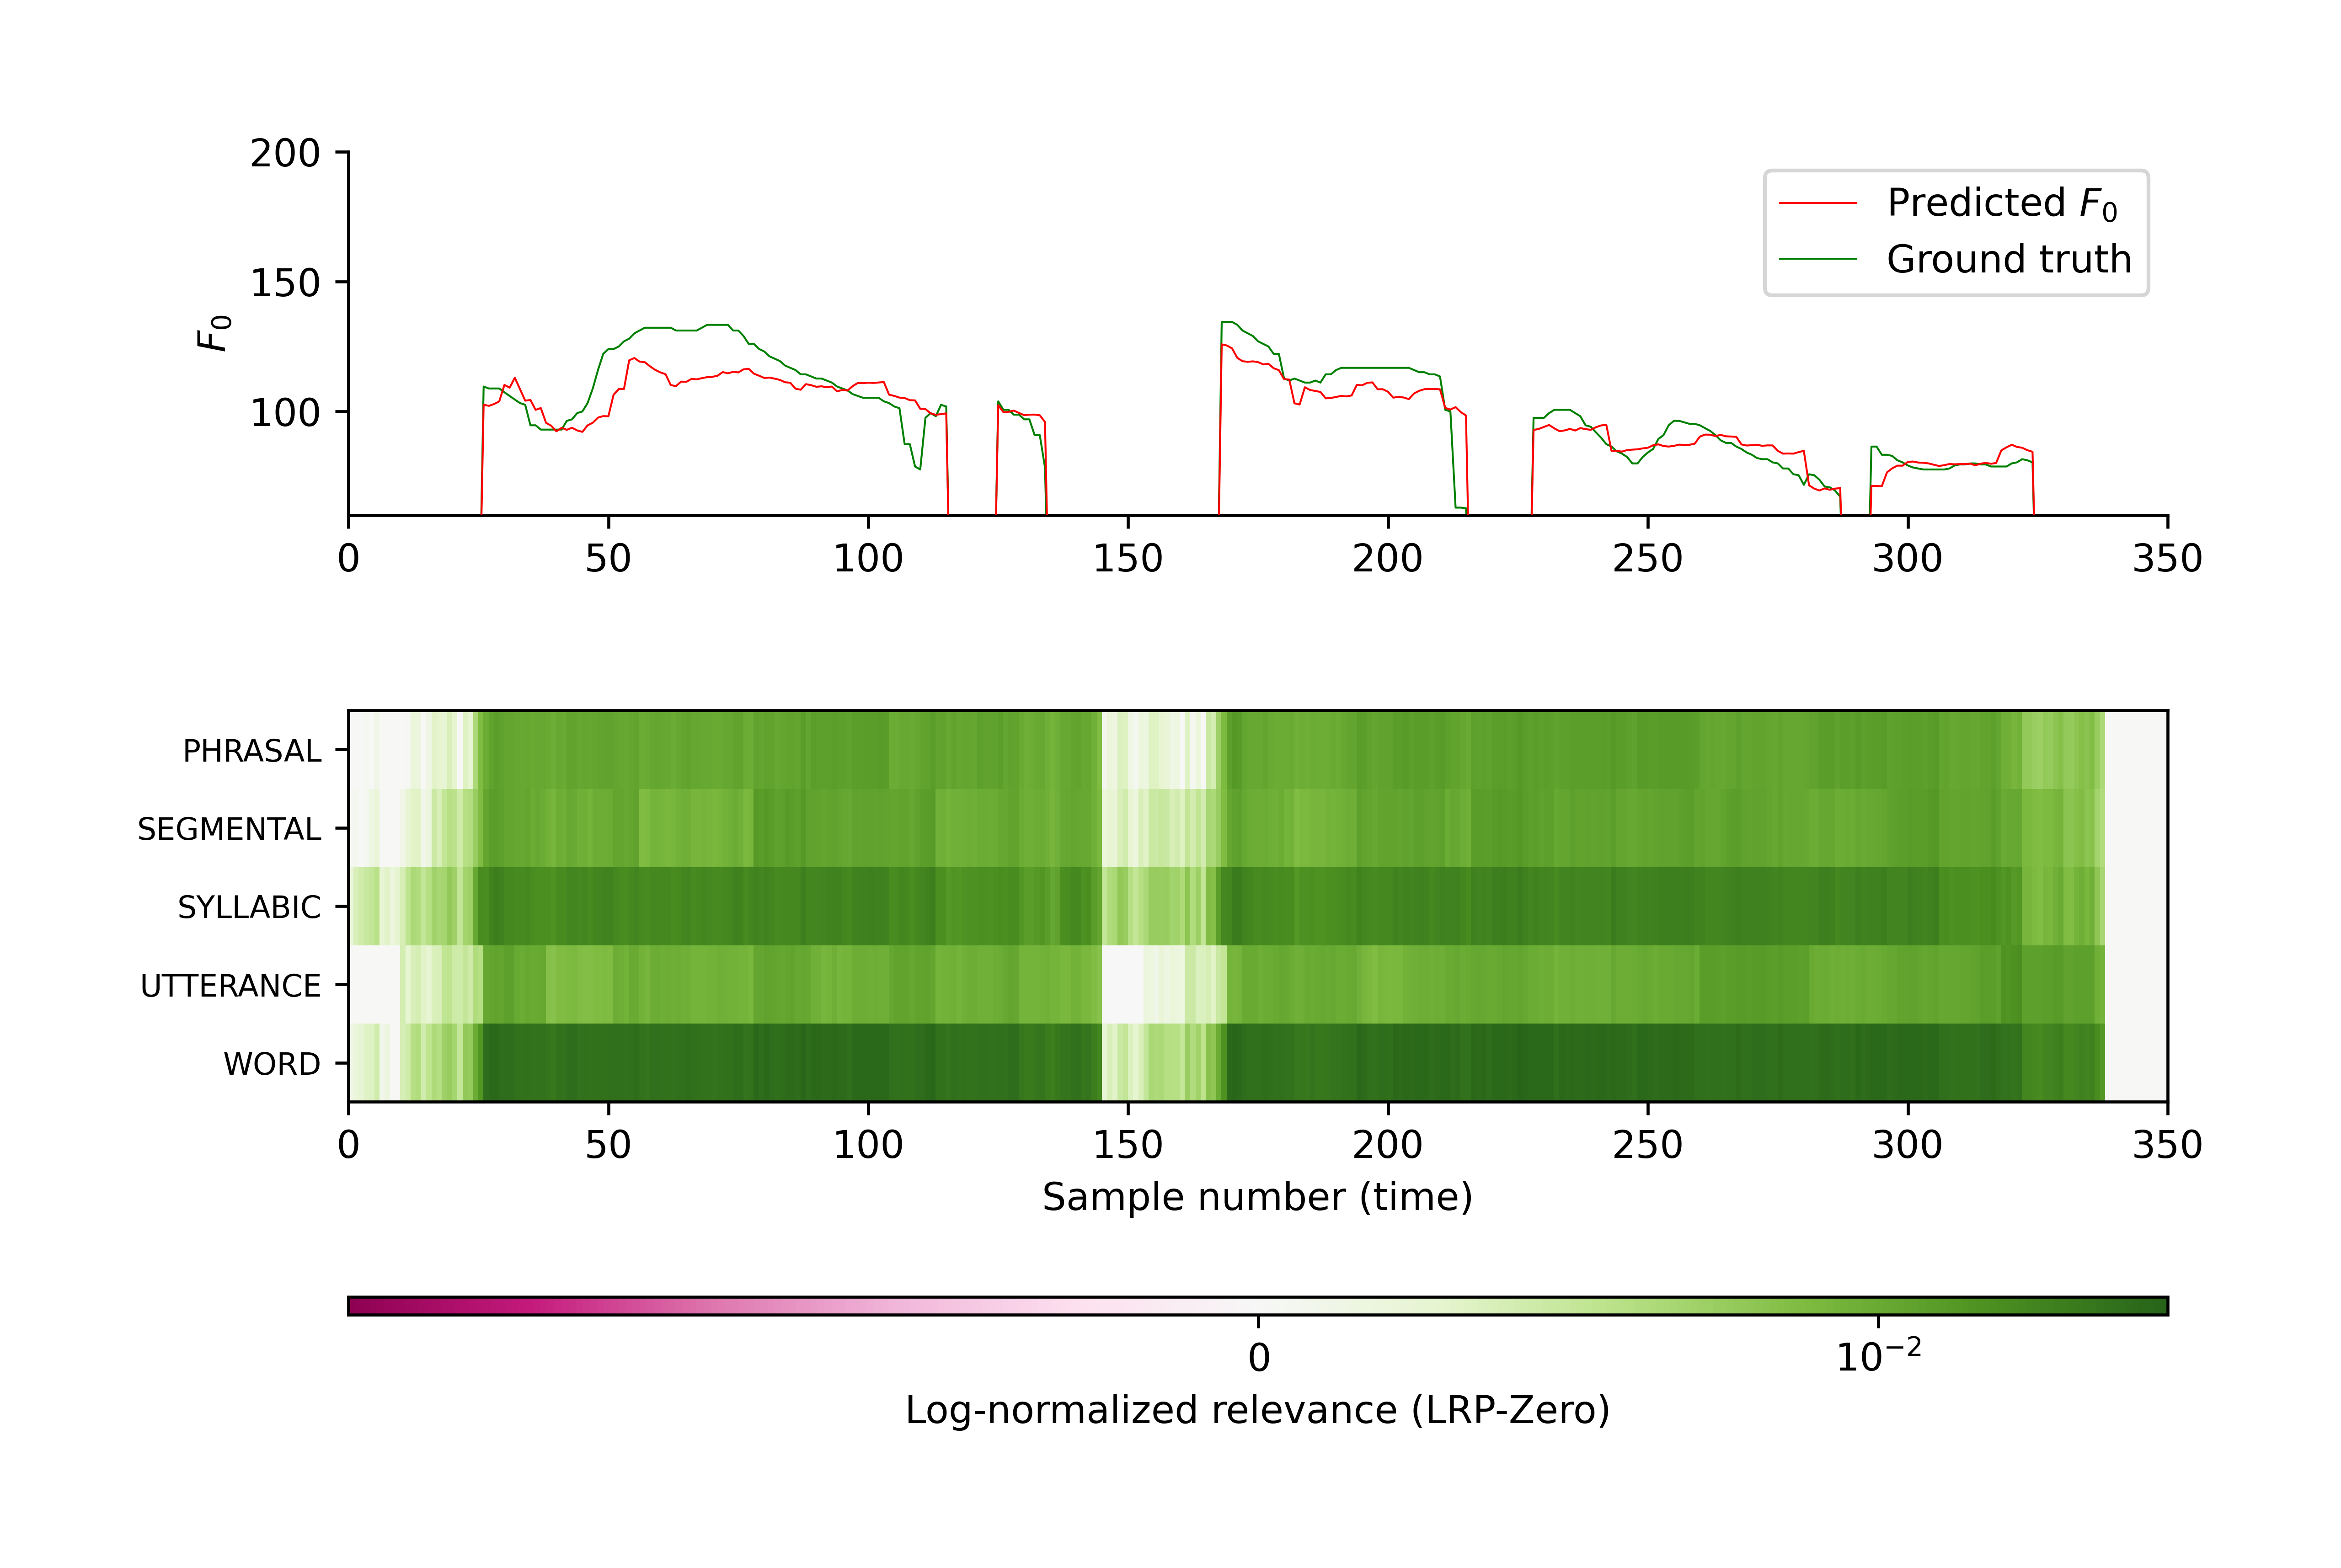 200
150
100
F₀
Predicted F₀
Ground truth
0 50 100 150 200 250 300 350
PHRASAL
SEGMENTAL
SYLLABIC
UTTERANCE
WORD
0 50 100 150 200 250 300 350
Sample number (time)
0 10⁻²
Log-normalized relevance (LRP-Zero)